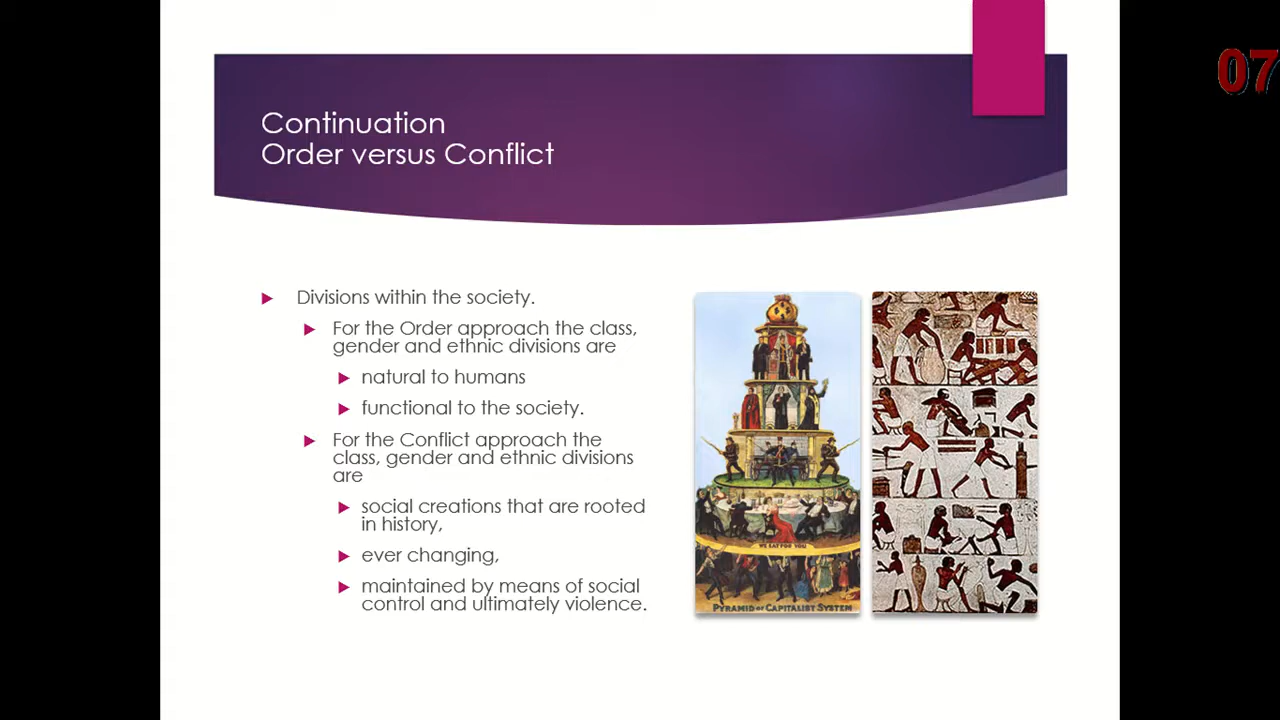 07
Continuation
Order versus Conflict
Divisions within the society.
For the Order approach the class,
gender and ethnic divisions are
natural to humans
functional to the society.
For the Conflict approach the
class, gender and ethnic divisions
are
social creations that are rooted
in history,
ever changing,
maintained by means of social
control and ultimately violence.
WE EAT FOR YOU
PYRAMID OF CAPITALIST SYSTEM